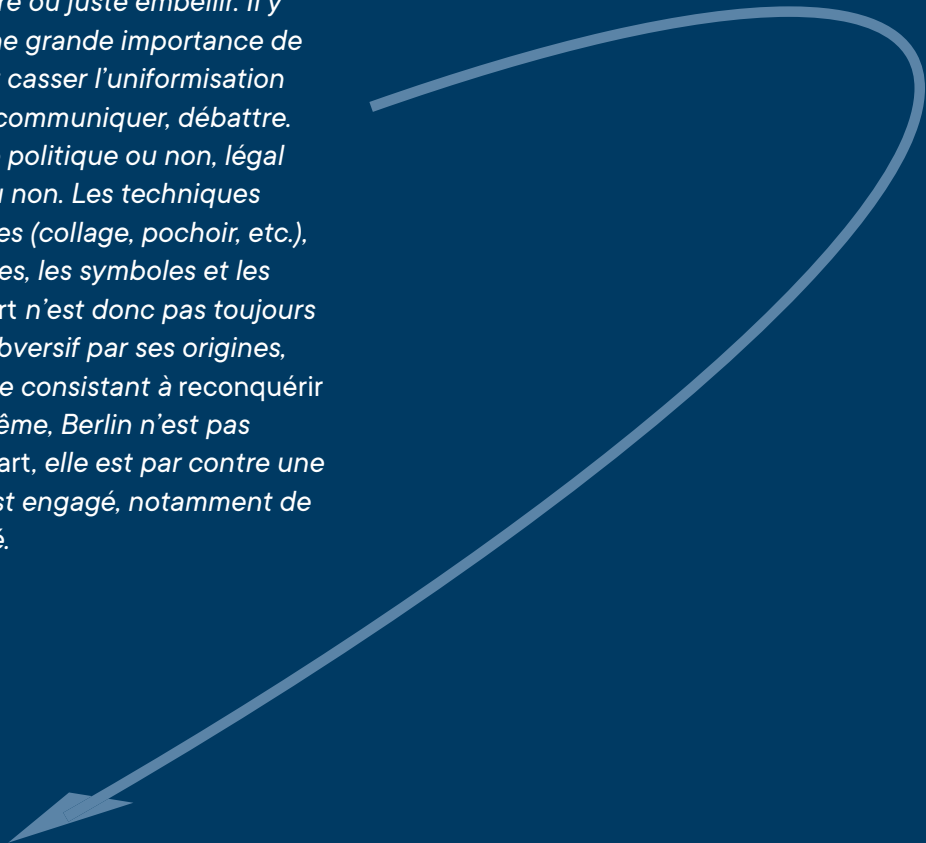 re ou juste embellir. Il y
ne grande importance de
casser l’uniformisation
communiquer, débattre.
politique ou non, légal
u non. Les techniques
es (collage, pochoir, etc.),
es, les symboles et les
rt n’est donc pas toujours
bversif par ses origines,
e consistant à reconquérir
ême, Berlin n’est pas
art, elle est par contre une
st engagé, notamment de
é.